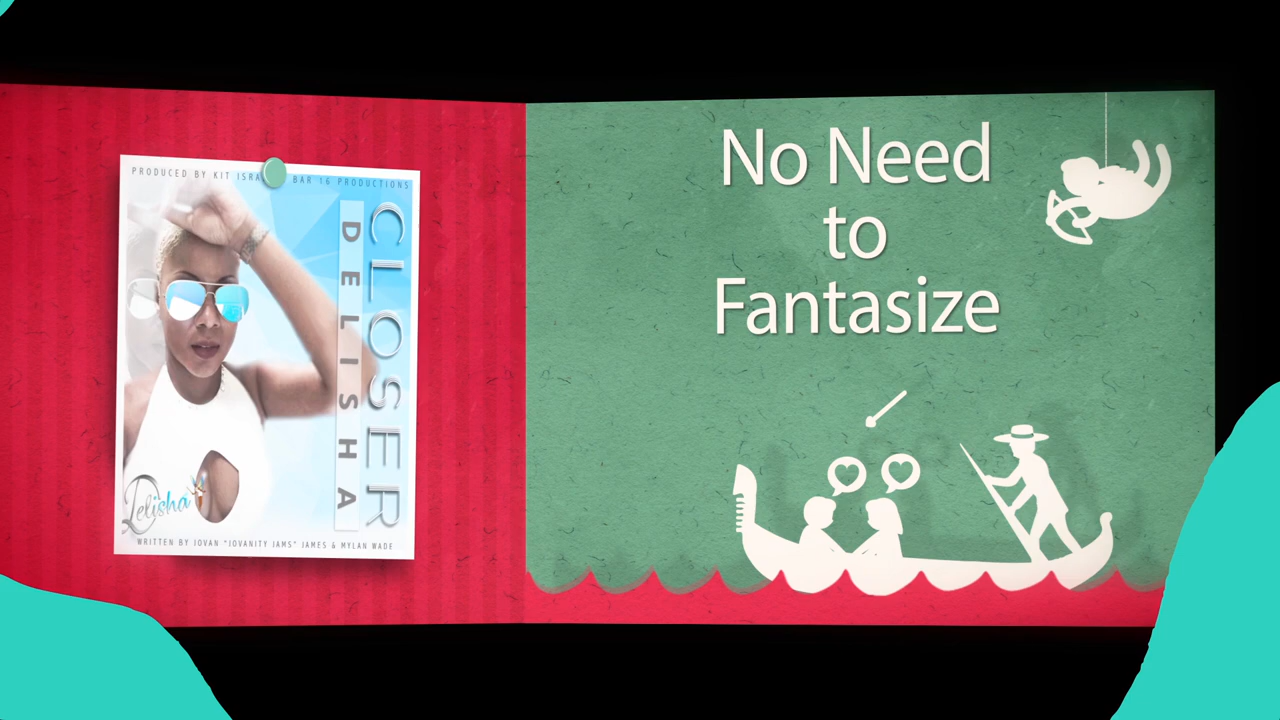 PRODUCED BY KIT ISRA BAR 16 PRODUCTIONS
CLOSER
DELISHA
Delisha
WRITTEN BY JOVAN "JOVANITY JAMS" JAMES & MYLAN WADE
No Need
to
Fantasize